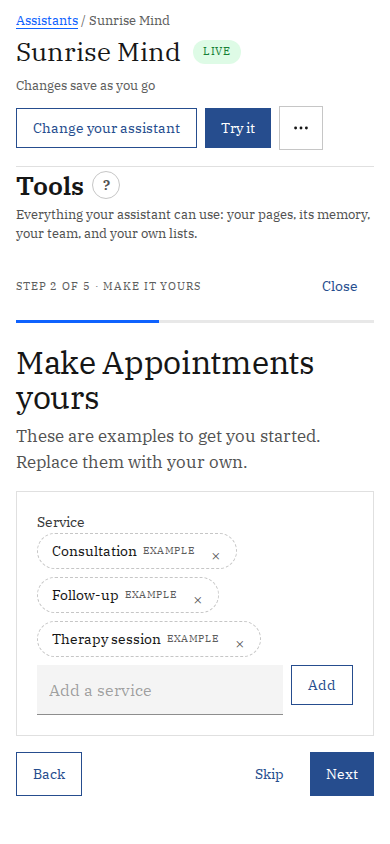 Assistants / Sunrise Mind
Sunrise Mind LIVE
Changes save as you go
Change your assistant Try it ···
Tools ?
Everything your assistant can use: your pages, its memory,
your team, and your own lists.
STEP 2 OF 5 · MAKE IT YOURS Close
Make Appointments
yours
These are examples to get you started.
Replace them with your own.
Service
Consultation EXAMPLE ×
Follow-up EXAMPLE ×
Therapy session EXAMPLE ×
Add a service Add
Back Skip Next